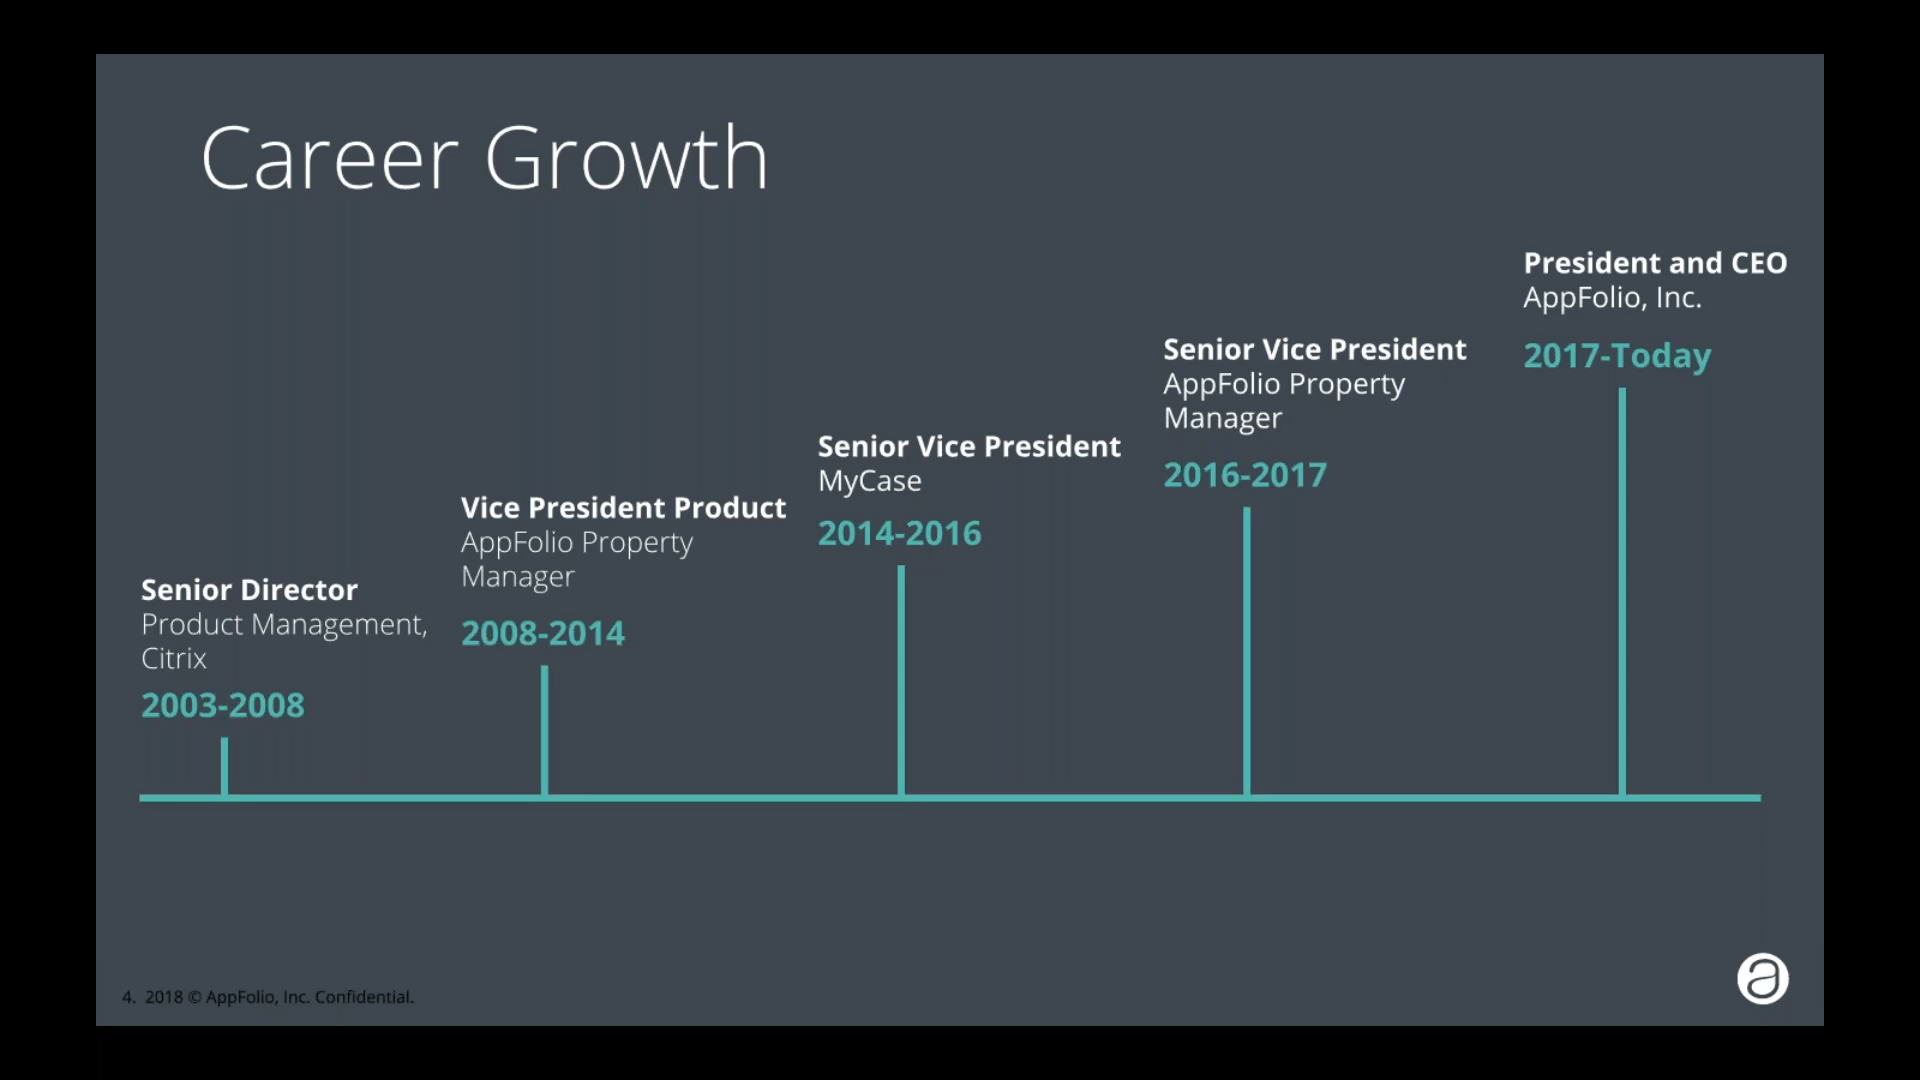 Career Growth
Senior Director
Product Management,
Citrix
2003-2008
Vice President Product
AppFolio Property
Manager
2008-2014
Senior Vice President
MyCase
2014-2016
Senior Vice President
AppFolio Property
Manager
2016-2017
President and CEO
AppFolio, Inc.
2017-Today
4. 2018 © AppFolio, Inc. Confidential.
a